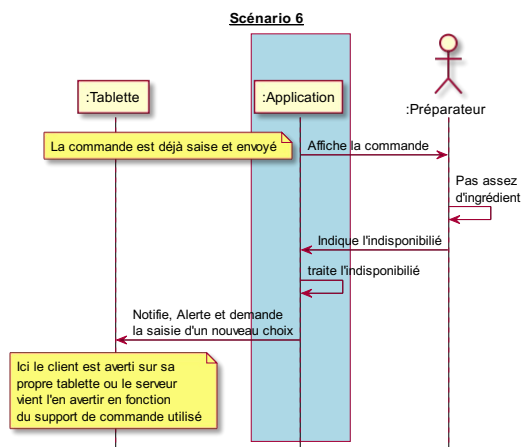 Scénario 6
:Tablette
:Application
:Préparateur
La commande est déjà saise et envoyé
Affiche la commande
Pas assez
d'ingrédient
Indique l'indisponibilié
traite l'indisponibilié
Notifie, Alerte et demande
la saisie d'un nouveau choix
Ici le client est averti sur sa
propre tablette ou le serveur
vient l'en avertir en fonction
du support de commande utilisé